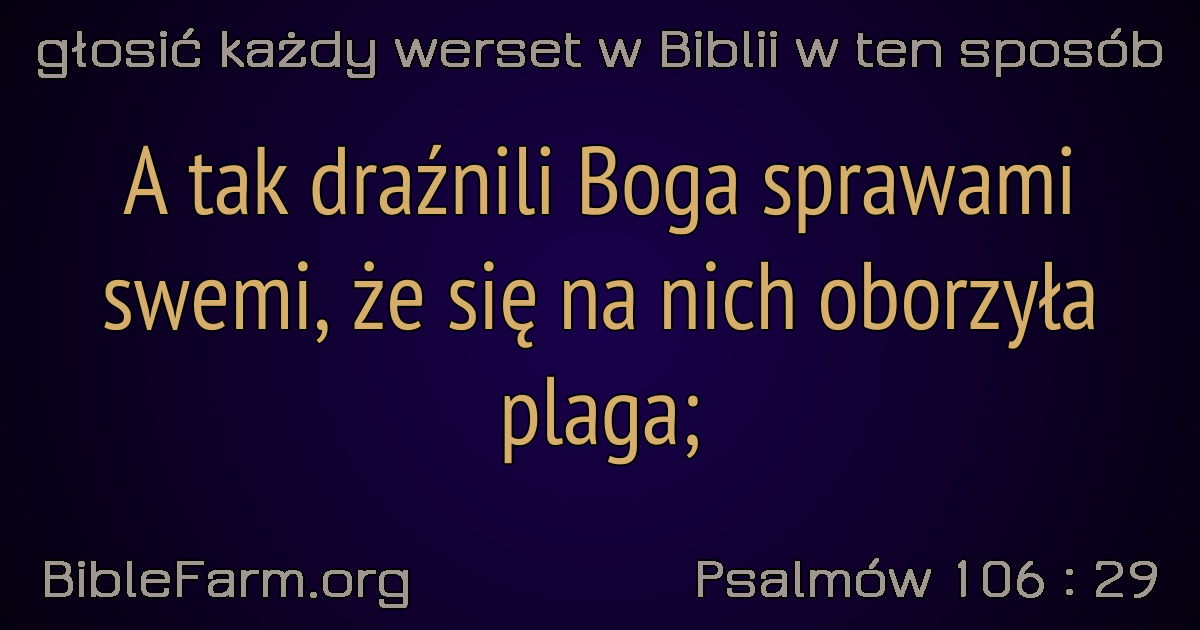 głosić każdy werset w Biblii w ten sposób
A tak draźnili Boga sprawami
swemi, że się na nich oborzyła
plaga;
BibleFarm.org
Psalmów 106 : 29